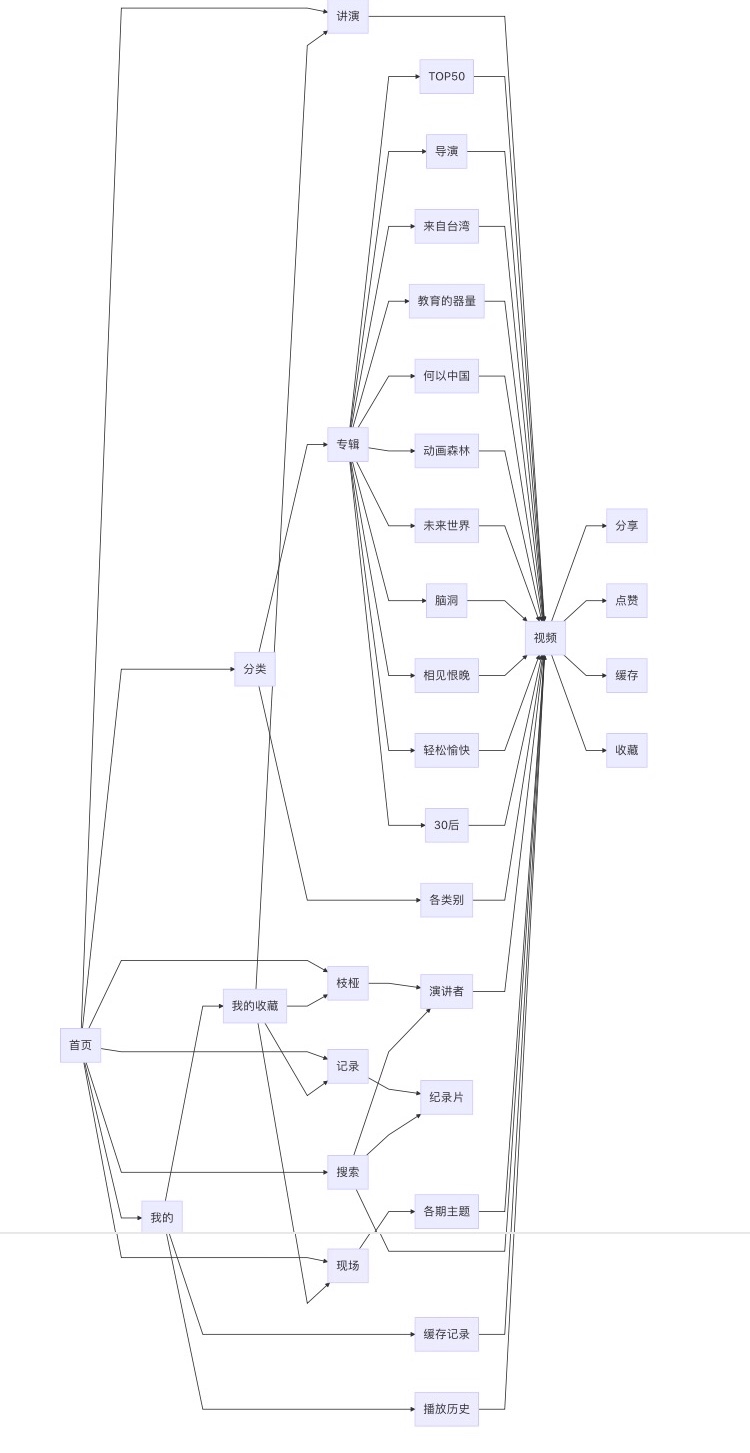 讲演
TOP50
导演
来自台湾
教育的器量
何以中国
专辑
动画森林
未来世界
分享
脑洞
点赞
视频
分类
相见恨晚
缓存
轻松愉快
收藏
30后
各类别
枝桠
演讲者
我的收藏
首页
记录
纪录片
搜索
我的
各期主题
现场
缓存记录
播放历史